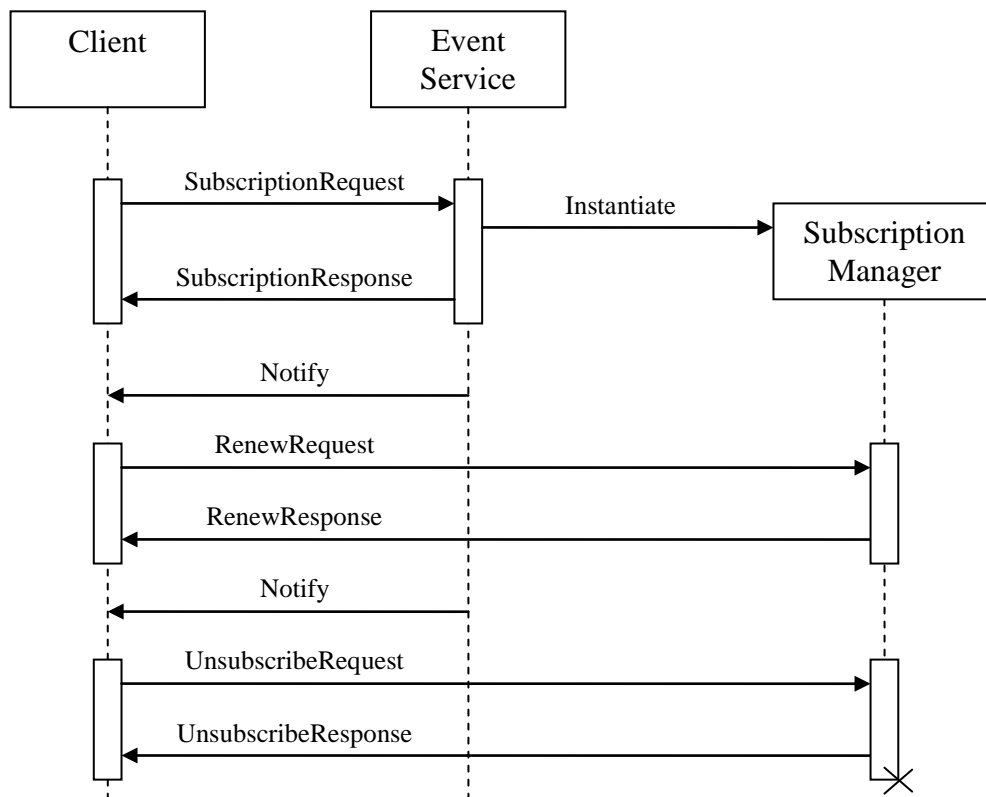 Client
Event
Service
SubscriptionRequest
Instantiate
Subscription
Manager
SubscriptionResponse
Notify
RenewRequest
RenewResponse
Notify
UnsubscribeRequest
UnsubscribeResponse